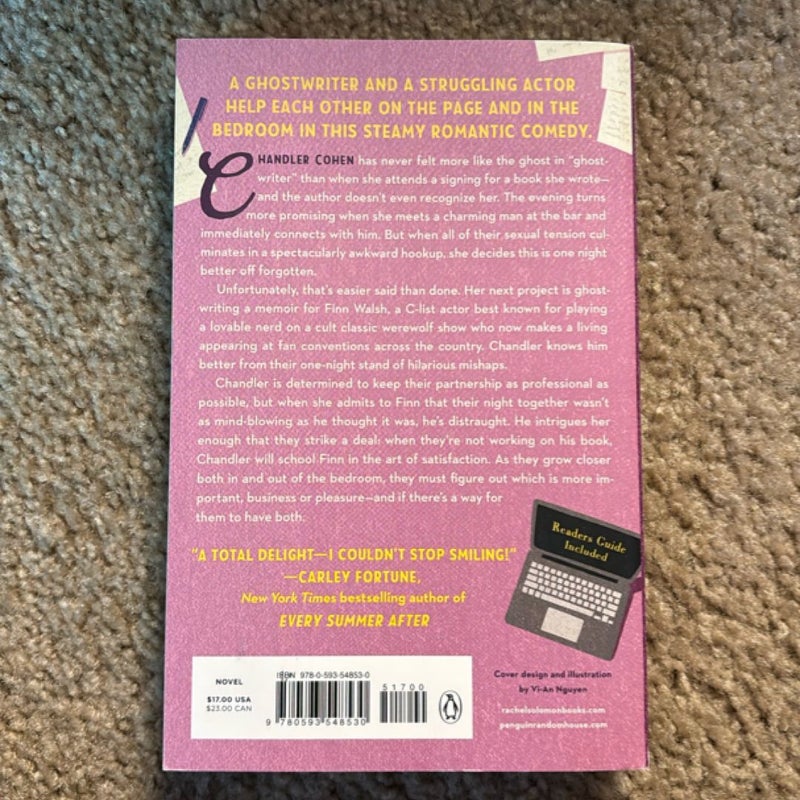 A GHOSTWRITER AND A STRUGGLING ACTOR
HELP EACH OTHER ON THE PAGE AND IN THE
BEDROOM IN THIS STEAMY ROMANTIC COMEDY.
CHANDLER COHEN has never felt more like the ghost in "ghost-
writer" than when she attends a signing for a book she wrote—
and the author doesn't even recognize her. The evening turns
more promising when she meets a charming man at the bar and
immediately connects with him. But when all of their sexual tension cul-
minates in a spectacularly awkward hookup, she decides this is one night
better off forgotten.
Unfortunately, that's easier said than done. Her next project is ghost-
writing a memoir for Finn Walsh, a C-list actor best known for playing
a lovable nerd on a cult classic werewolf show who now makes a living
appearing at fan conventions across the country. Chandler knows him
better from their one-night stand of hilarious mishaps.
Chandler is determined to keep their partnership as professional as
possible, but when she admits to Finn that their night together wasn't
as mind-blowing as he thought it was, he's distraught. He intrigues her
enough that they strike a deal: when they're not working on his book,
Chandler will school Finn in the art of satisfaction. As they grow closer
both in and out of the bedroom, they must figure out which is more im-
portant, business or pleasure—and if there's a way for
them to have both.
Readers Guide
Included
"A TOTAL DELIGHT—I COULDN'T STOP SMILING!"
—CARLEY FORTUNE,
New York Times bestselling author of
EVERY SUMMER AFTER
NOVEL
$17.00 USA
$23.00 CAN
ISBN 978-0-593-54853-0
51700
9 780593 548530
Cover design and illustration
by Vi-An Nguyen
rachelsolomonbooks.com
penguinrandomhouse.com